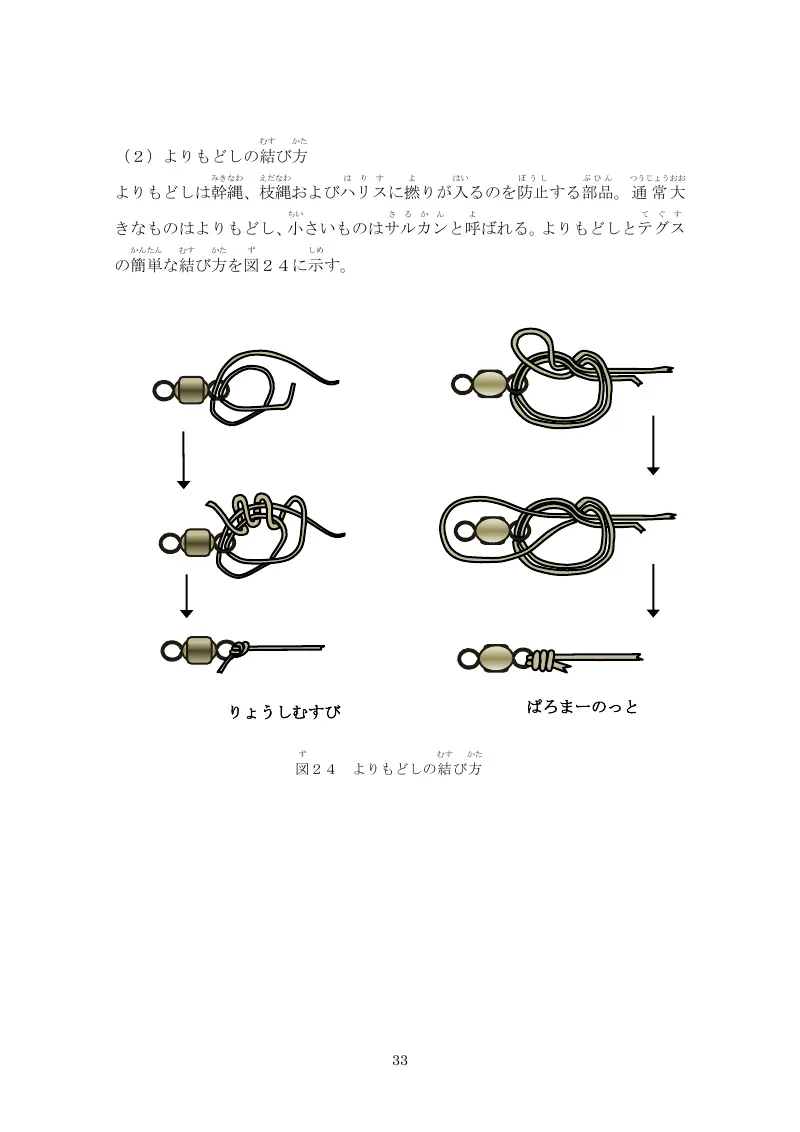 （２）よりもどしの結び方
よりもどしは幹縄、枝縄およびハリスに撚りが入るのを防止する部品。通常大
きなものはよりもどし、小さいものはサルカンと呼ばれる。よりもどしとテグス
の簡単な結び方を図２４に示す。
りょうしむすび
ぱろまーのっと
図２４　よりもどしの結び方
33